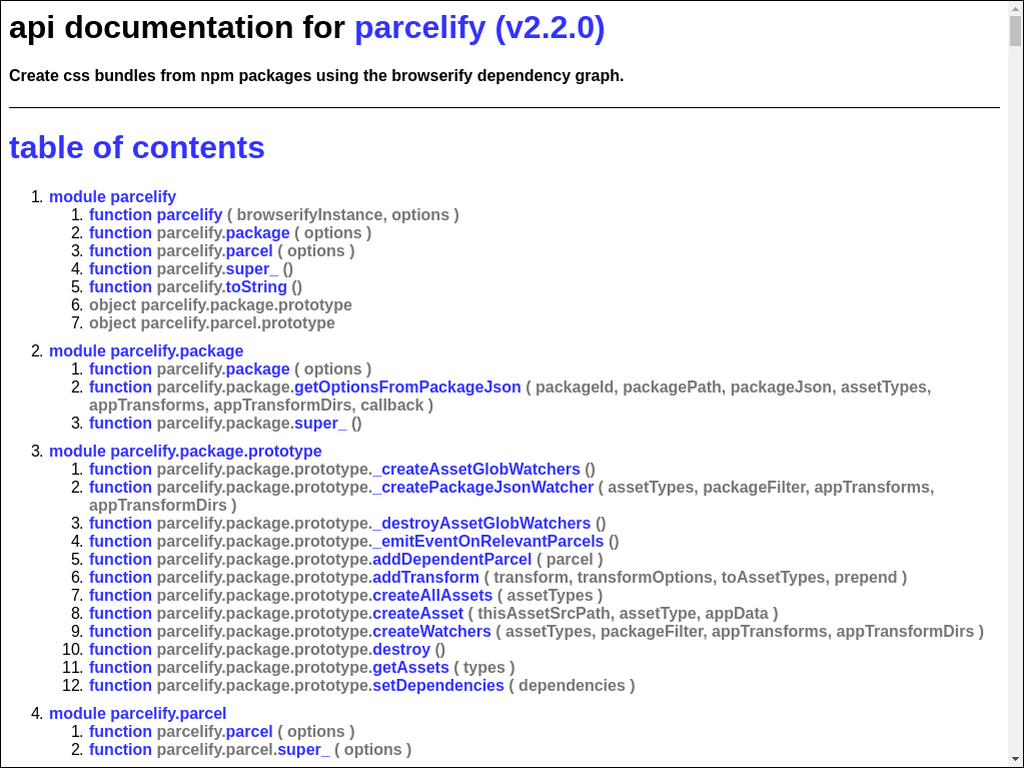 api documentation for parcelify (v2.2.0)
Create css bundles from npm packages using the browserify dependency graph.
table of contents
1. module parcelify
1. function parcelify ( browserifyInstance, options )
2. function parcelify.package ( options )
3. function parcelify.parcel ( options )
4. function parcelify.super_ ()
5. function parcelify.toString ()
6. object parcelify.package.prototype
7. object parcelify.parcel.prototype
2. module parcelify.package
1. function parcelify.package ( options )
2. function parcelify.package.getOptionsFromPackageJson ( packageId, packagePath, packageJson, assetTypes,
appTransforms, appTransformDirs, callback )
3. function parcelify.package.super_ ()
3. module parcelify.package.prototype
1. function parcelify.package.prototype._createAssetGlobWatchers ()
2. function parcelify.package.prototype._createPackageJsonWatcher ( assetTypes, packageFilter, appTransforms,
appTransformDirs )
3. function parcelify.package.prototype._destroyAssetGlobWatchers ()
4. function parcelify.package.prototype._emitEventOnRelevantParcels ()
5. function parcelify.package.prototype.addDependentParcel ( parcel )
6. function parcelify.package.prototype.addTransform ( transform, transformOptions, toAssetTypes, prepend )
7. function parcelify.package.prototype.createAllAssets ( assetTypes )
8. function parcelify.package.prototype.createAsset ( thisAssetSrcPath, assetType, appData )
9. function parcelify.package.prototype.createWatchers ( assetTypes, packageFilter, appTransforms, appTransformDirs )
10. function parcelify.package.prototype.destroy ()
11. function parcelify.package.prototype.getAssets ( types )
12. function parcelify.package.prototype.setDependencies ( dependencies )
4. module parcelify.parcel
1. function parcelify.parcel ( options )
2. function parcelify.parcel.super_ ( options )